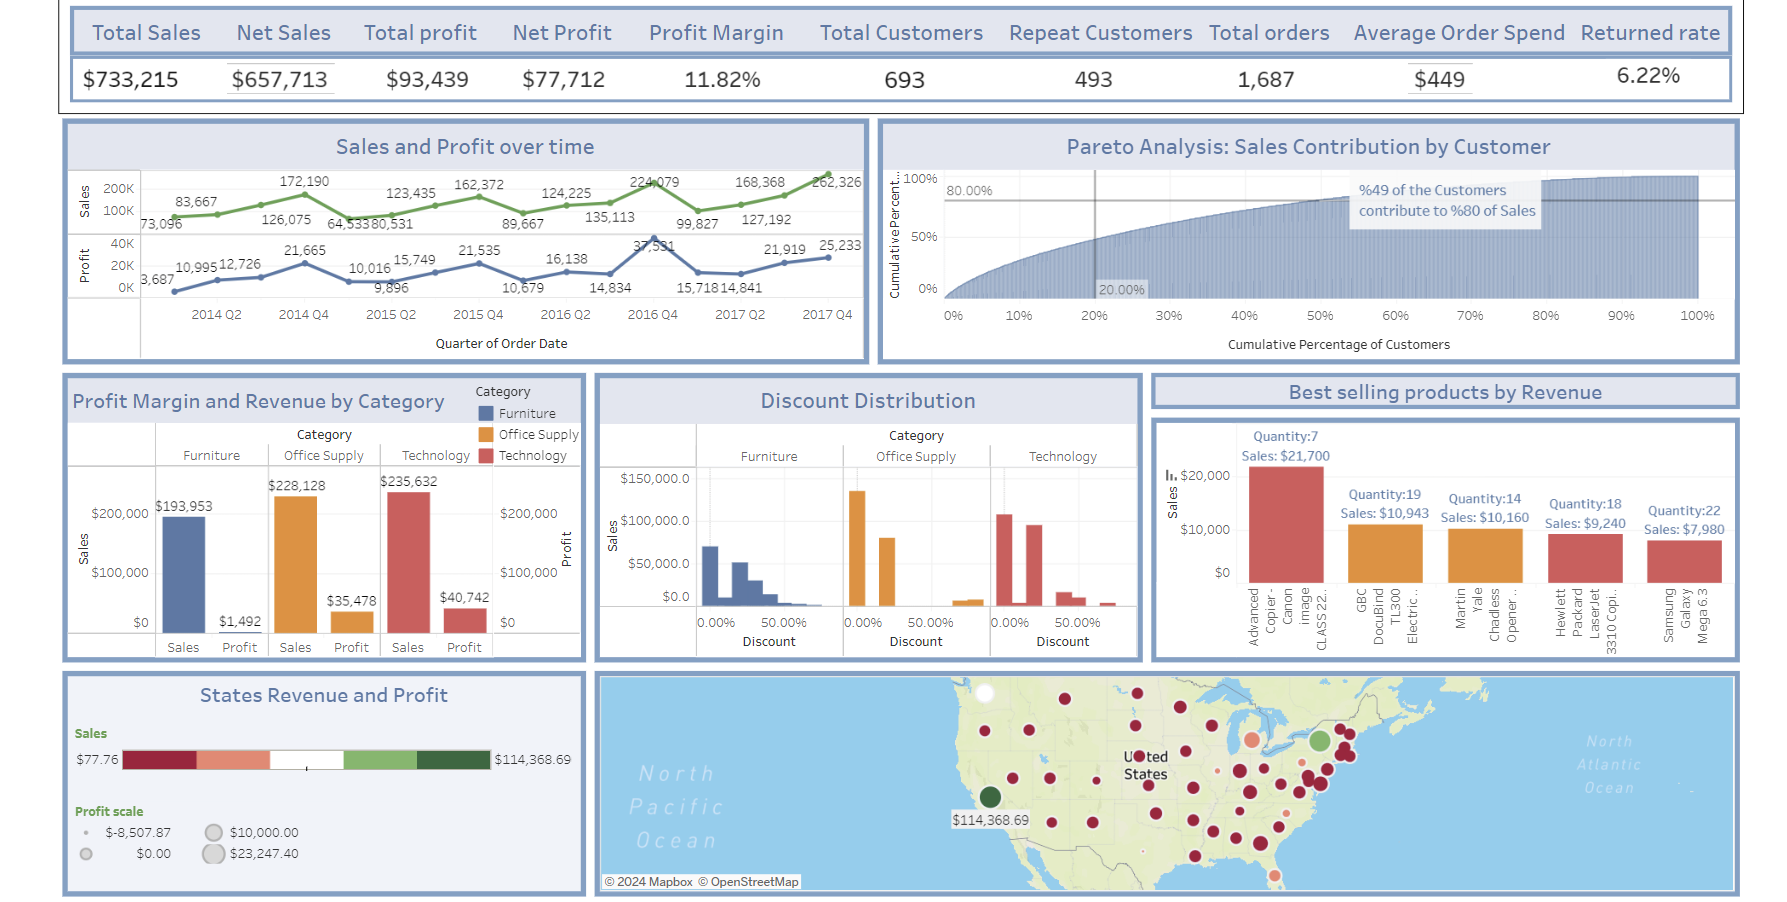 Total Sales Net Sales Total profit Net Profit Profit Margin Total Customers Repeat Customers Total orders Average Order Spend Returned rate
$733,215 $657,713 $93,439 $77,712 11.82% 693 493 1,687 $449 6.22%
Sales and Profit over time
Sales
200K
100K
73,096 83,667 126,075 172,190 64,533 80,531 123,435 162,372 89,667 124,225 135,113 224,079 99,827 127,192 168,368 262,326
Profit
40K
20K
0K
3,687 10,995 12,726 21,665 10,016 9,896 15,749 21,535 10,679 16,138 14,834 37,531 15,718 14,841 21,919 25,233
2014 Q2 2014 Q4 2015 Q2 2015 Q4 2016 Q2 2016 Q4 2017 Q2 2017 Q4
Quarter of Order Date
Pareto Analysis: Sales Contribution by Customer
Cumulative Percent..
100%
50%
0%
80.00%
%49 of the Customers
contribute to %80 of Sales
20.00%
0% 10% 20% 30% 40% 50% 60% 70% 80% 90% 100%
Cumulative Percentage of Customers
Profit Margin and Revenue by Category
Category
Furniture
Office Supply
Technology
Category
Furniture Office Supply Technology
Sales
$200,000
$100,000
$0
$193,953 $1,492 $228,128 $35,478 $235,632 $40,742
$200,000
$100,000
$0
Profit
Sales Profit Sales Profit Sales Profit
Discount Distribution
Category
Furniture Office Supply Technology
Sales
$150,000.0
$100,000.0
$50,000.0
$0.0
0.00% 50.00% 0.00% 50.00% 0.00% 50.00%
Discount Discount Discount
Best selling products by Revenue
Sales
$20,000
$10,000
$0
Quantity:7
Sales: $21,700
Quantity:19
Sales: $10,943
Quantity:14
Sales: $10,160
Quantity:18
Sales: $9,240
Quantity:22
Sales: $7,980
Advanced
Copier-
Canon
image
CLASS 22..
GBC
DocuBind
TL300
Electric ..
Martin
Yale
Chadless
Opener ..
Hewlett
Packard
LaserJet
3310 Copi..
Samsung
Galaxy
Mega 6.3
States Revenue and Profit
Sales
$77.76 $114,368.69
Profit scale
$-8,507.87 $10,000.00
$0.00 $23,247.40
North
Pacific
Ocean
United
States
$114,368.69
North
Atlantic
Ocean
© 2024 Mapbox © OpenStreetMap